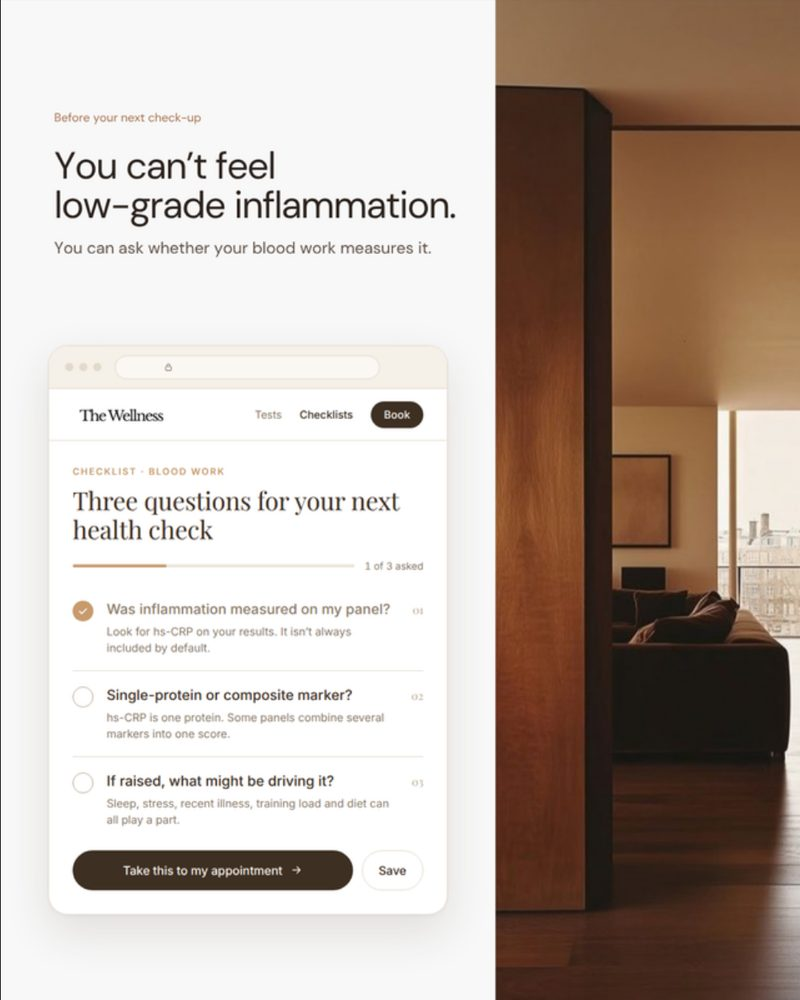 Before your next check-up
You can’t feel
low-grade inflammation.
You can ask whether your blood work measures it.
The Wellness
Tests
Checklists
Book
CHECKLIST · BLOOD WORK
Three questions for your next
health check
1 of 3 asked
Was inflammation measured on my panel?
01
Look for hs-CRP on your results. It isn’t always
included by default.
Single-protein or composite marker?
02
hs-CRP is one protein. Some panels combine several
markers into one score.
If raised, what might be driving it?
03
Sleep, stress, recent illness, training load and diet can
all play a part.
Take this to my appointment →
Save